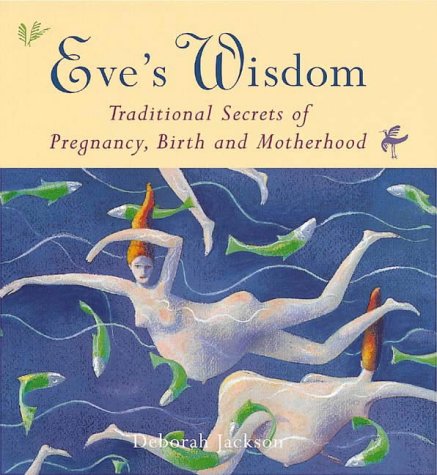 Eve's Wisdom
Traditional Secrets of
Pregnancy, Birth and Motherhood
Deborah Jackson